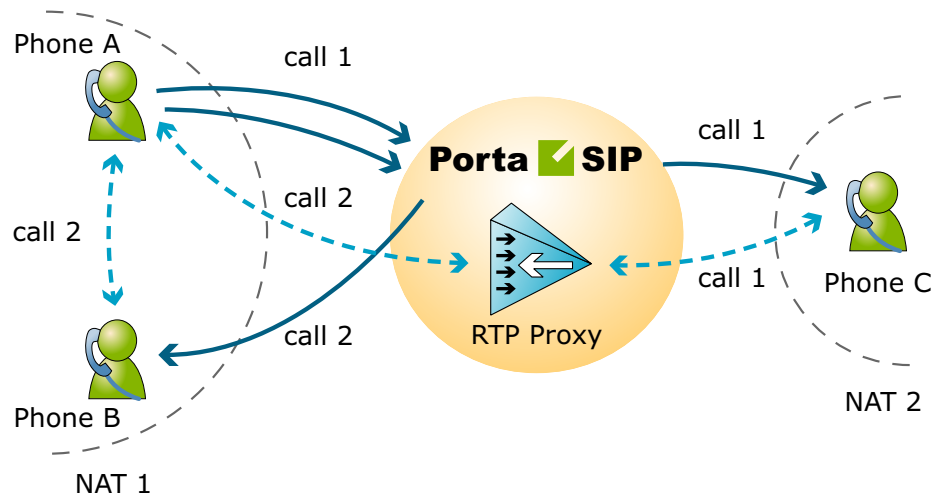 Phone A
call 1
call 1
Porta SIP
call 2
call 2
call 1
Phone C
RTP Proxy
call 2
Phone B
NAT 2
NAT 1